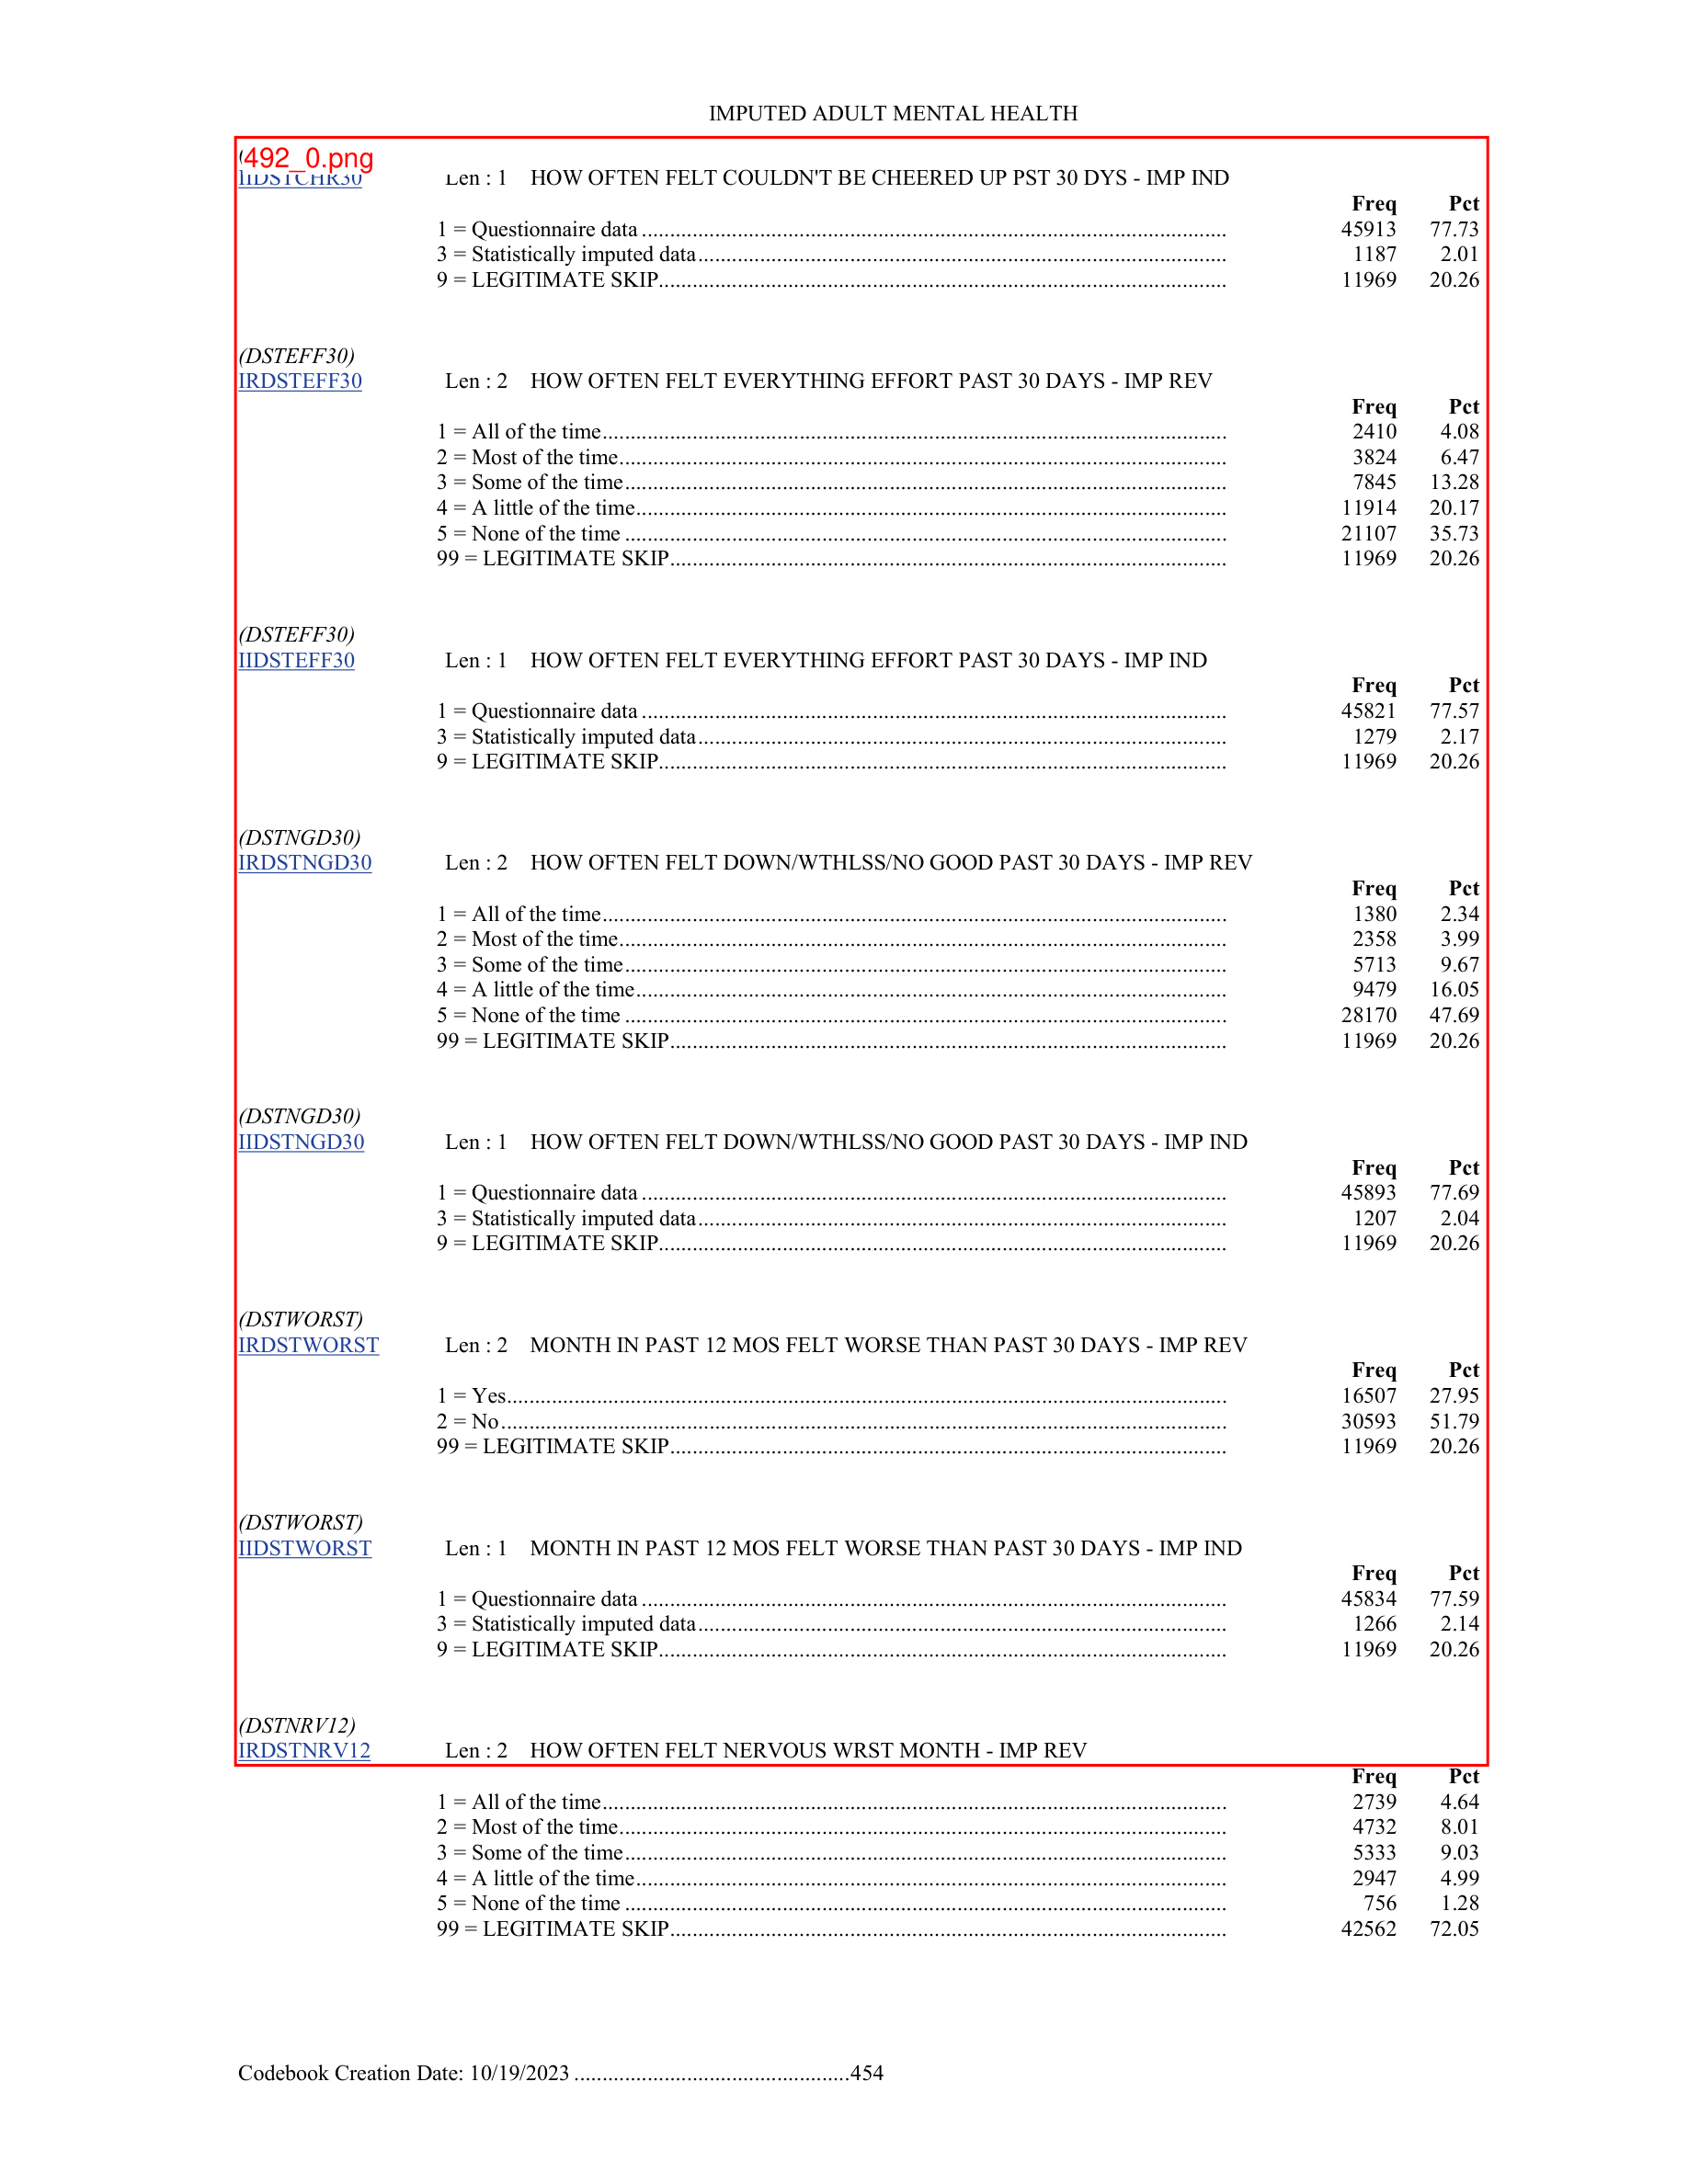 IMPUTED ADULT MENTAL HEALTH
492_0.png
IIDSTCHR30 Len : 1 HOW OFTEN FELT COULDN'T BE CHEERED UP PST 30 DYS - IMP IND
Freq Pct
1 = Questionnaire data 45913 77.73
3 = Statistically imputed data 1187 2.01
9 = LEGITIMATE SKIP 11969 20.26
(DSTEFF30)
IRDSTEFF30 Len : 2 HOW OFTEN FELT EVERYTHING EFFORT PAST 30 DAYS - IMP REV
Freq Pct
1 = All of the time 2410 4.08
2 = Most of the time 3824 6.47
3 = Some of the time 7845 13.28
4 = A little of the time 11914 20.17
5 = None of the time 21107 35.73
99 = LEGITIMATE SKIP 11969 20.26
(DSTEFF30)
IIDSTEFF30 Len : 1 HOW OFTEN FELT EVERYTHING EFFORT PAST 30 DAYS - IMP IND
Freq Pct
1 = Questionnaire data 45821 77.57
3 = Statistically imputed data 1279 2.17
9 = LEGITIMATE SKIP 11969 20.26
(DSTNGD30)
IRDSTNGD30 Len : 2 HOW OFTEN FELT DOWN/WTHLSS/NO GOOD PAST 30 DAYS - IMP REV
Freq Pct
1 = All of the time 1380 2.34
2 = Most of the time 2358 3.99
3 = Some of the time 5713 9.67
4 = A little of the time 9479 16.05
5 = None of the time 28170 47.69
99 = LEGITIMATE SKIP 11969 20.26
(DSTNGD30)
IIDSTNGD30 Len : 1 HOW OFTEN FELT DOWN/WTHLSS/NO GOOD PAST 30 DAYS - IMP IND
Freq Pct
1 = Questionnaire data 45893 77.69
3 = Statistically imputed data 1207 2.04
9 = LEGITIMATE SKIP 11969 20.26
(DSTWORST)
IRDSTWORST Len : 2 MONTH IN PAST 12 MOS FELT WORSE THAN PAST 30 DAYS - IMP REV
Freq Pct
1 = Yes 16507 27.95
2 = No 30593 51.79
99 = LEGITIMATE SKIP 11969 20.26
(DSTWORST)
IIDSTWORST Len : 1 MONTH IN PAST 12 MOS FELT WORSE THAN PAST 30 DAYS - IMP IND
Freq Pct
1 = Questionnaire data 45834 77.59
3 = Statistically imputed data 1266 2.14
9 = LEGITIMATE SKIP 11969 20.26
(DSTNRV12)
IRDSTNRV12 Len : 2 HOW OFTEN FELT NERVOUS WRST MONTH - IMP REV
Freq Pct
1 = All of the time 2739 4.64
2 = Most of the time 4732 8.01
3 = Some of the time 5333 9.03
4 = A little of the time 2947 4.99
5 = None of the time 756 1.28
99 = LEGITIMATE SKIP 42562 72.05
Codebook Creation Date: 10/19/2023 454